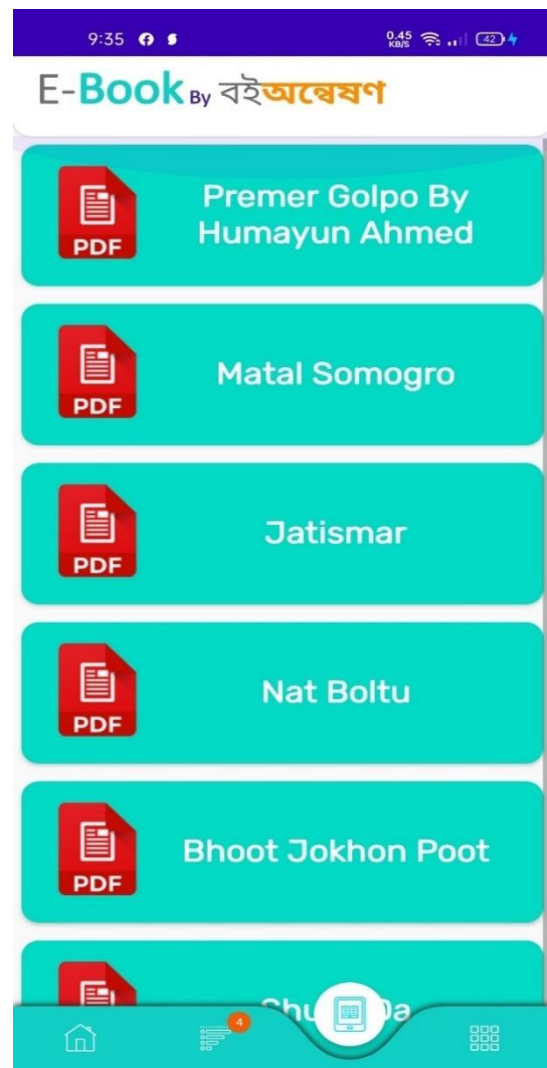 9:35
0.45 KB/S
42
E-Book By বইঅন্বেষণ
PDF
Premer Golpo By
Humayun Ahmed
PDF
Matal Somogro
PDF
Jatismar
PDF
Nat Boltu
PDF
Bhoot Jokhon Poot
4